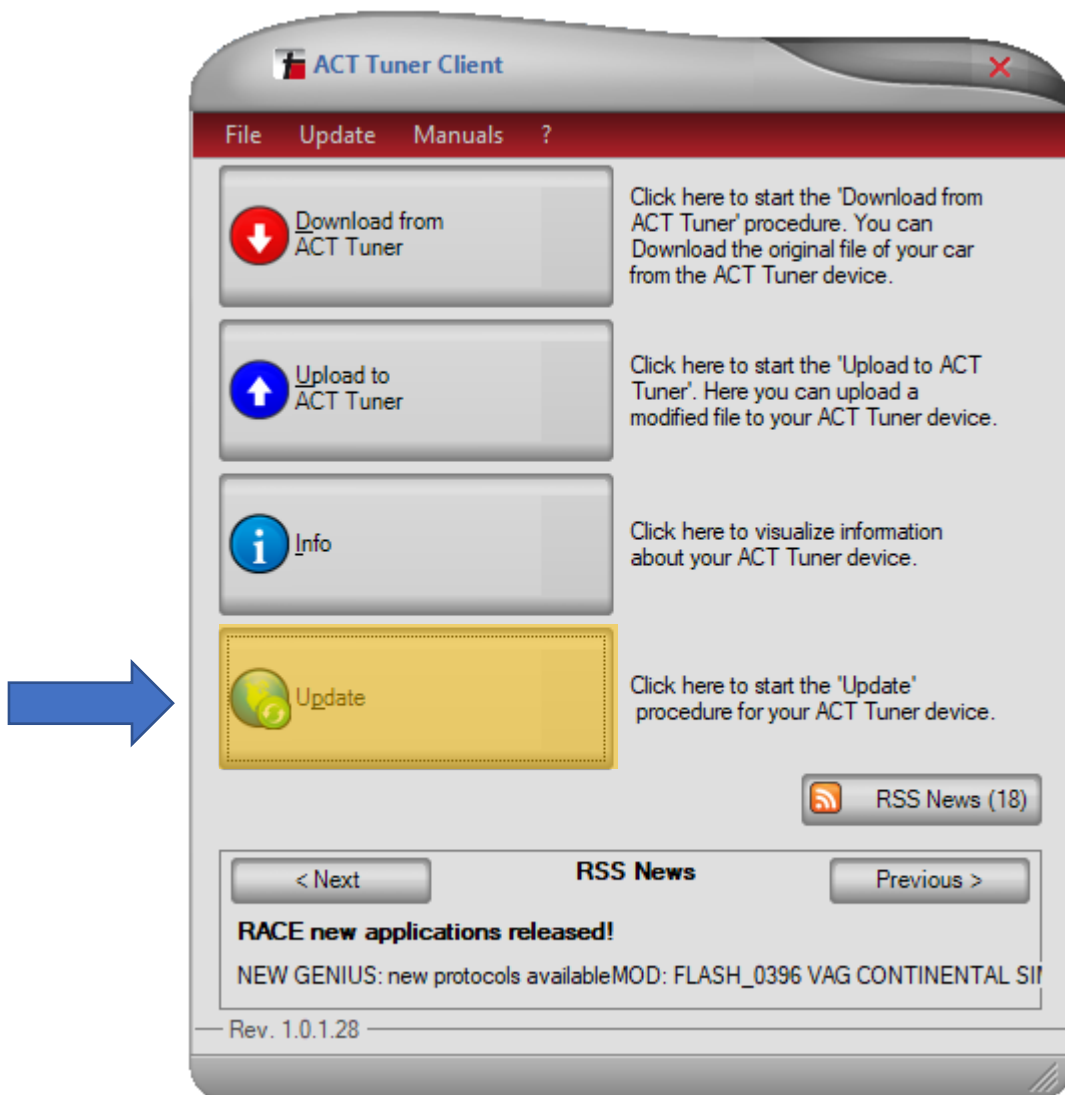 ACT Tuner Client
File Update Manuals ?
Download from
ACT Tuner
Click here to start the 'Download from
ACT Tuner' procedure. You can
Download the original file of your car
from the ACT Tuner device.
Upload to
ACT Tuner
Click here to start the 'Upload to ACT
Tuner'. Here you can upload a
modified file to your ACT Tuner device.
Info
Click here to visualize information
about your ACT Tuner device.
Update
Click here to start the 'Update'
procedure for your ACT Tuner device.
RSS News (18)
< Next
RSS News
Previous >
RACE new applications released!
NEW GENIUS: new protocols availableMOD: FLASH_0396 VAG CONTINENTAL
Rev. 1.0.1.28